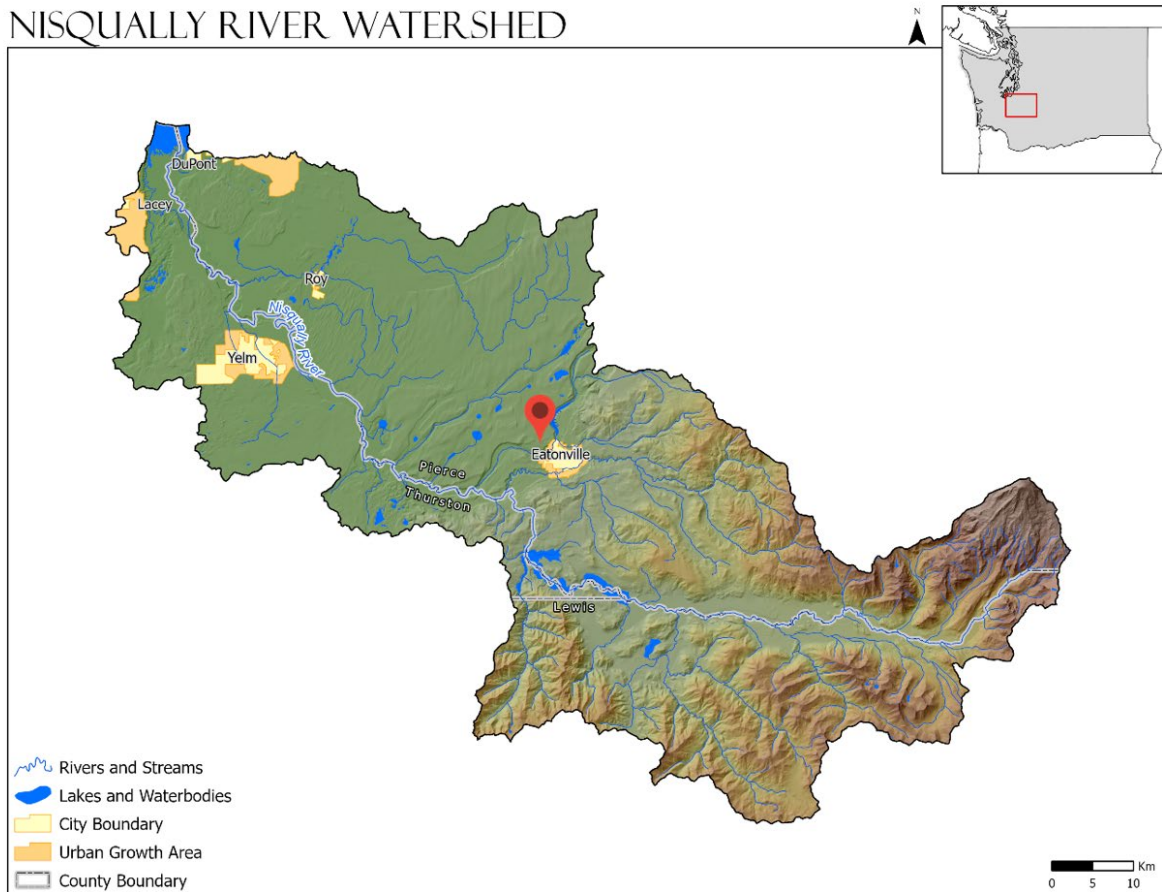 NISQUALLY RIVER WATERSHED
N
DuPont
Lacey
Roy
Nisqually River
Yelm
Eatonville
Pierce
Thurston
Lewis
Rivers and Streams
Lakes and Waterbodies
City Boundary
Urban Growth Area
County Boundary
Km
0 5 10